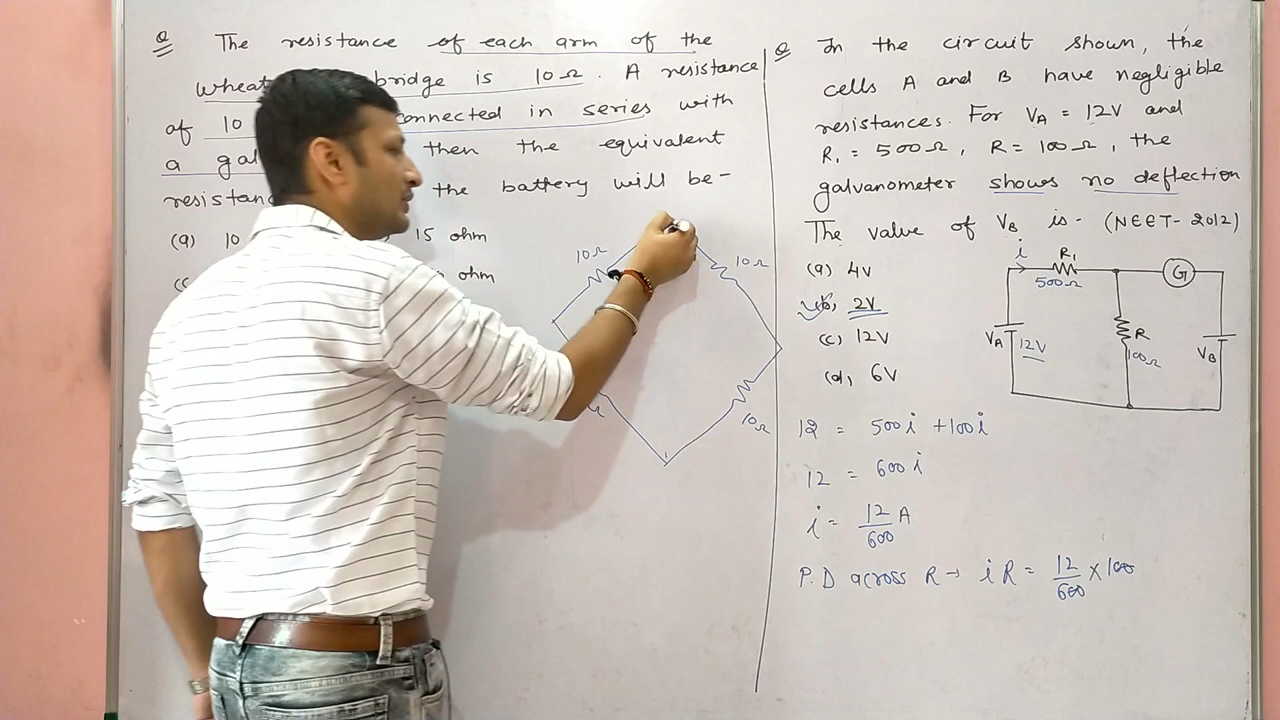 Q The resistance of each arm of the
bridge is 10Ω. A resistance
of 10 connected in series with
a then the equivalent
the battery will be-
(a) 10 15 ohm
ohm
10Ω
10Ω
10Ω
Q In the circuit shown, the
cells A and B have negligible
resistances. For VA = 12V and
R1 = 500Ω, R = 100Ω, the
galvanometer shows no deflection
The value of VB is- (NEET-2012)
(a) 4V
(b) 2V
(c) 12V
(d) 6V
i R1
500Ω
G
VA 12V
R
100Ω
VB
12 = 500i + 100i
12 = 600i
i = 12/600 A
P.D across R → iR = 12/600 × 100